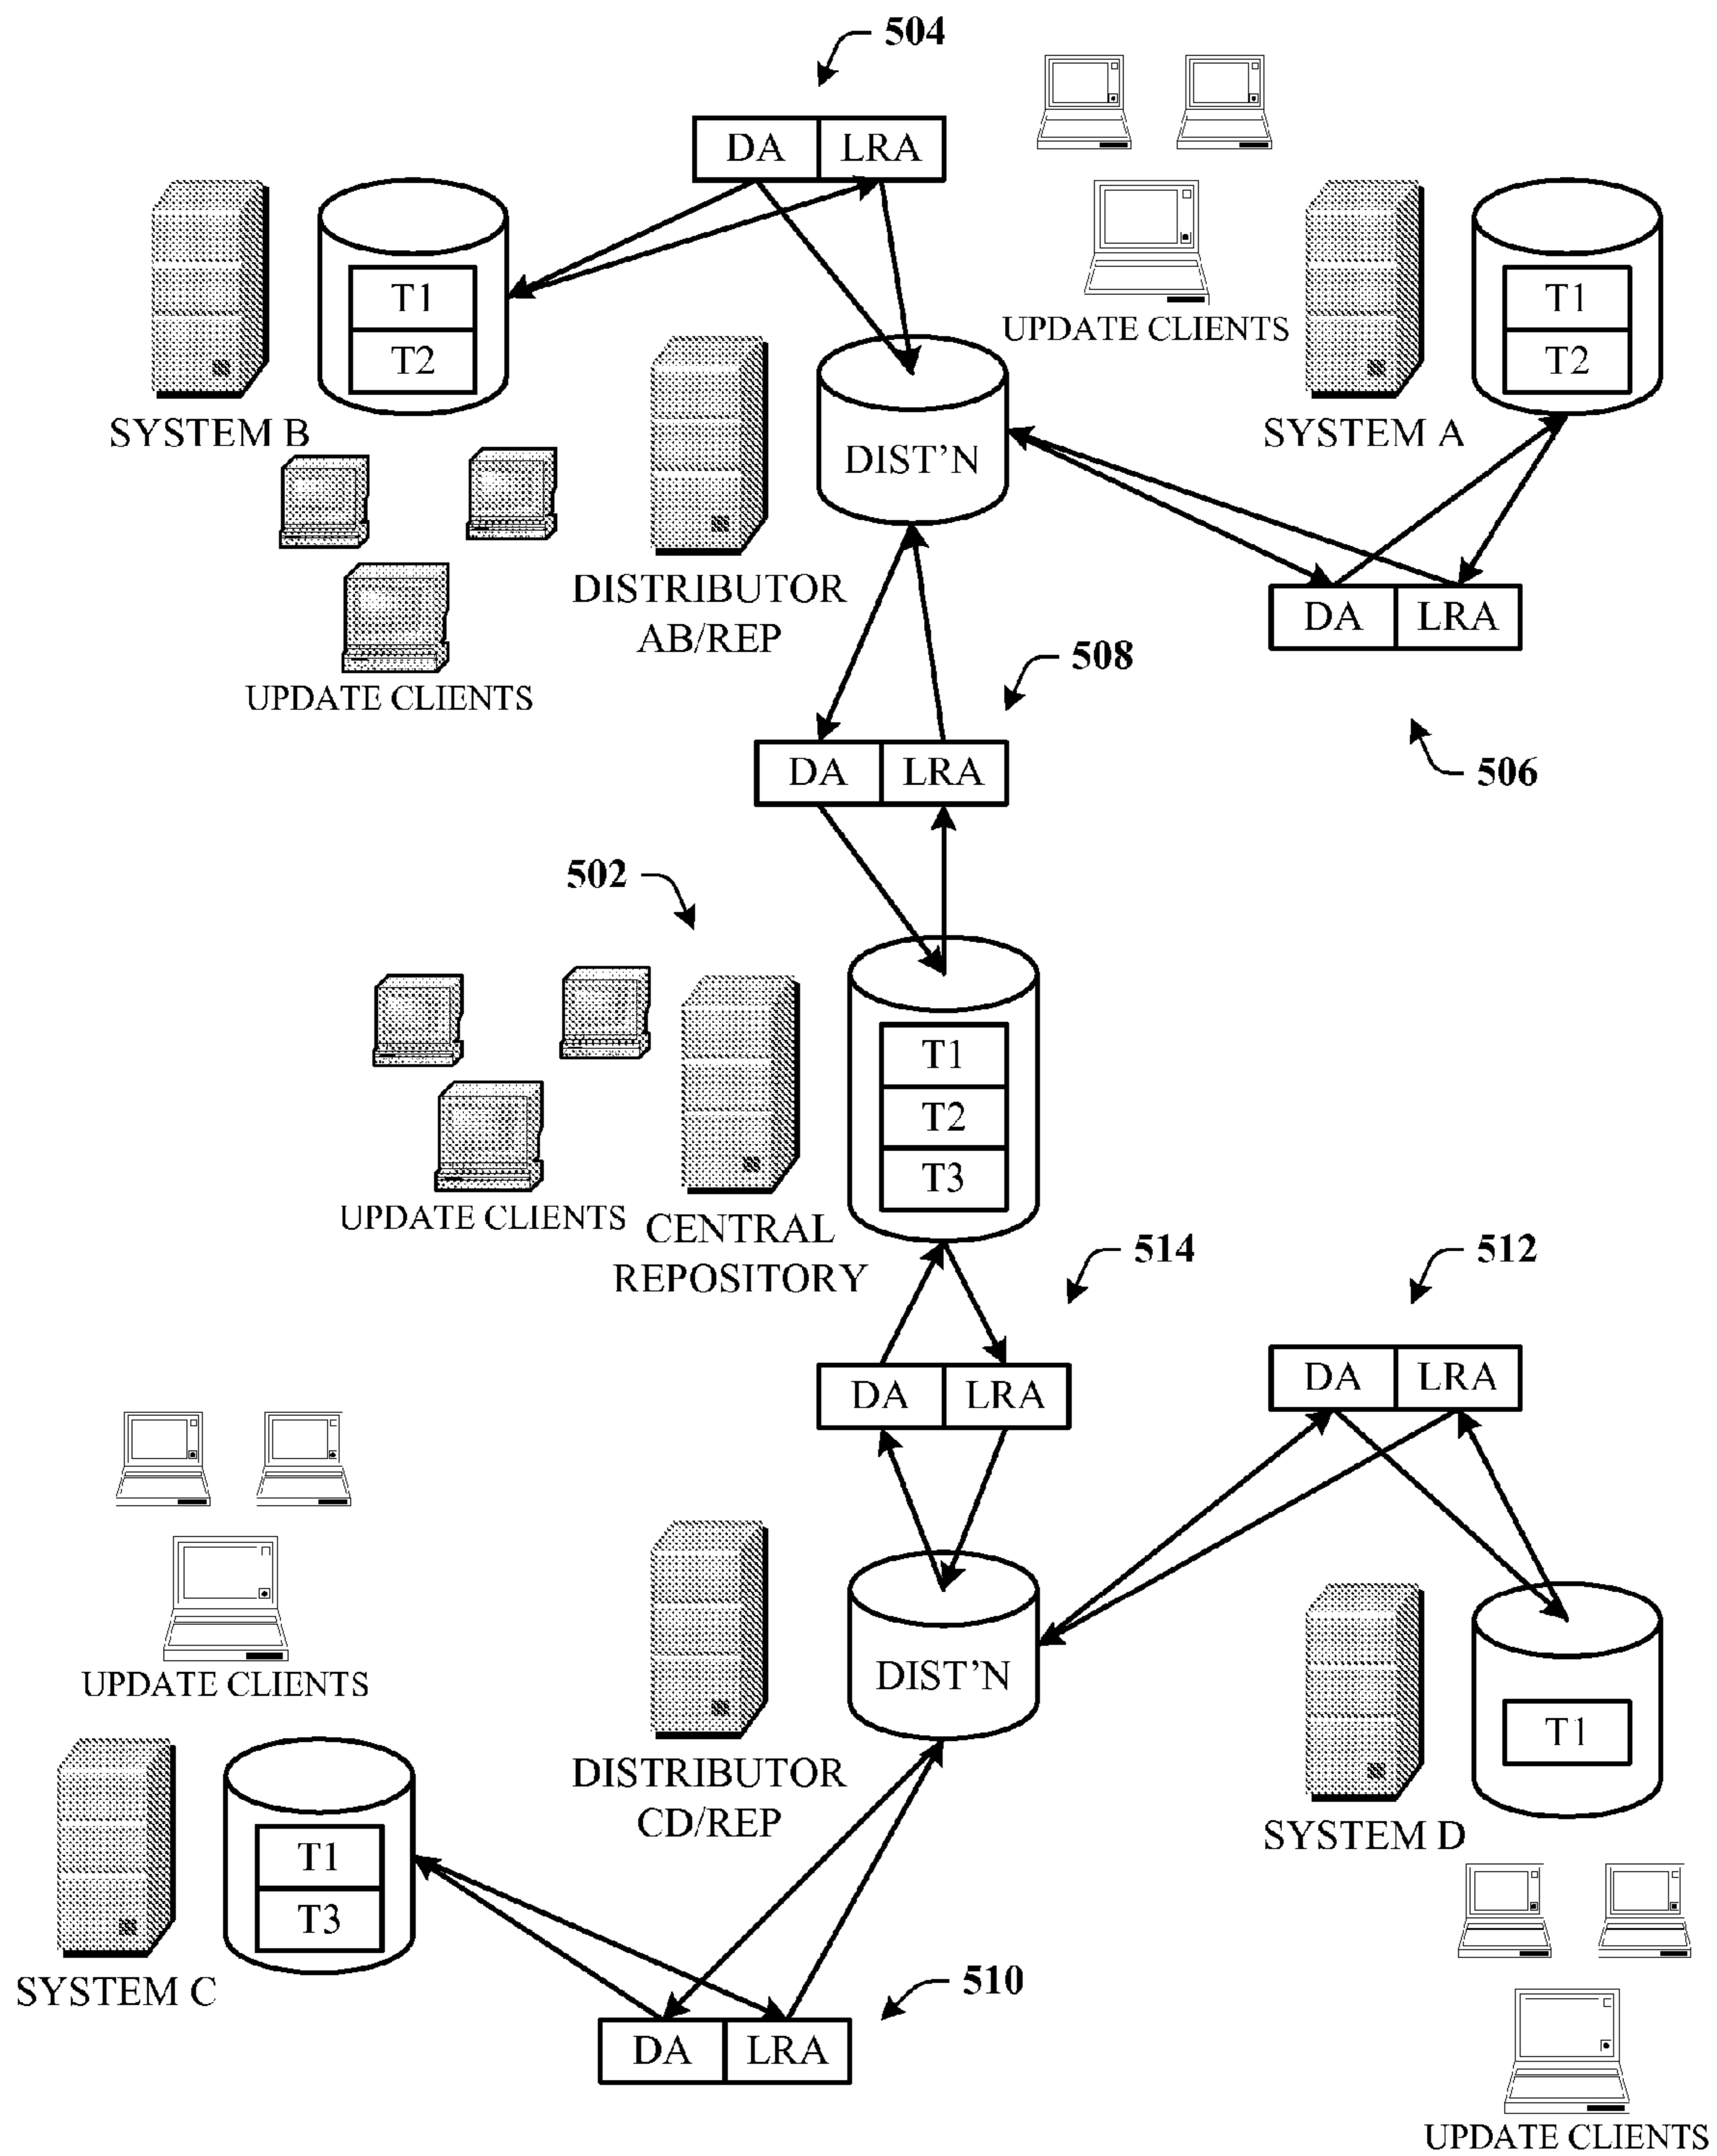 504
DA LRA
T1
T2
SYSTEM B
UPDATE CLIENTS
T1
T2
SYSTEM A
UPDATE CLIENTS
DIST'N
DISTRIBUTOR
AB/REP
DA LRA
506
508
DA LRA
502
T1
T2
T3
UPDATE CLIENTS
CENTRAL
REPOSITORY
514
DA LRA
512
DA LRA
UPDATE CLIENTS
DIST'N
DISTRIBUTOR
CD/REP
T1
SYSTEM D
T1
T3
SYSTEM C
510
DA LRA
UPDATE CLIENTS